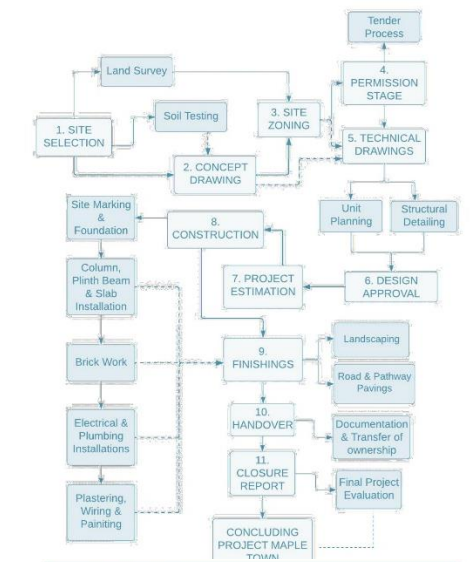 Tender
Process
Land Survey
4.
PERMISSION
STAGE
Soil Testing
3. SITE
ZONING
1. SITE
SELECTION
5. TECHNICAL
DRAWINGS
2. CONCEPT
DRAWING
Site Marking
&
Foundation
8.
CONSTRUCTION
Unit
Planning
Structural
Detailing
Column,
Plinth Beam
& Slab
Installation
7. PROJECT
ESTIMATION
6. DESIGN
APPROVAL
Brick Work
9.
FINISHINGS
Landscaping
Road & Pathway
Pavings
Electrical &
Plumbing
Installations
10.
HANDOVER
Documentation
& Transfer of
ownership
11.
CLOSURE
REPORT
Final Project
Evaluation
Plastering,
Wiring &
Painiting
CONCLUDING
PROJECT MAPLE
TOWN